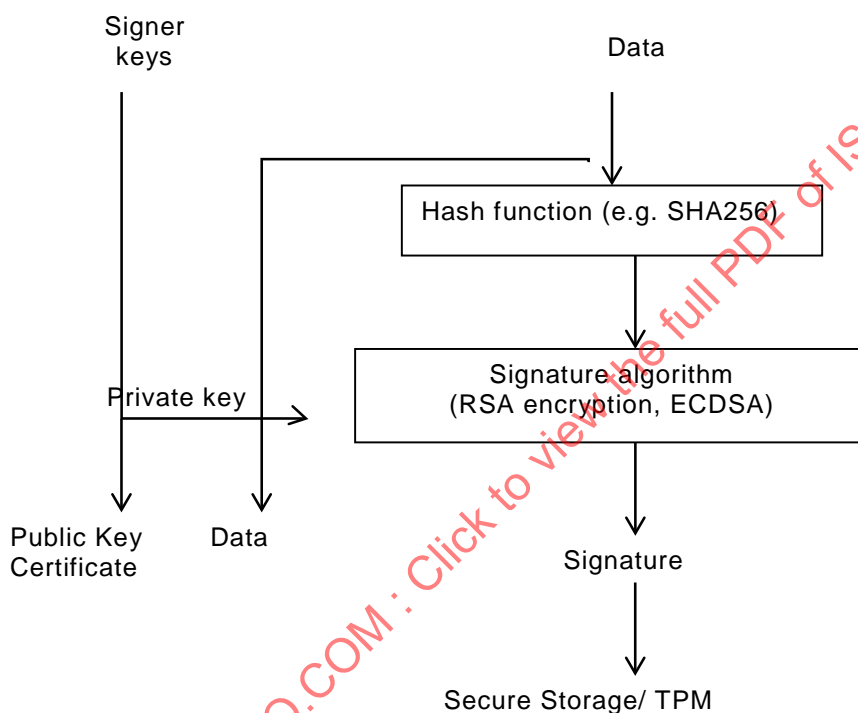 Signer
keys
Data
Hash function (e.g. SHA256)
Signature algorithm
(RSA encryption, ECDSA)
Private key
Public Key
Certificate
Data
Signature
Secure Storage/ TPM
O.COM : Click to view the full PDF of IS